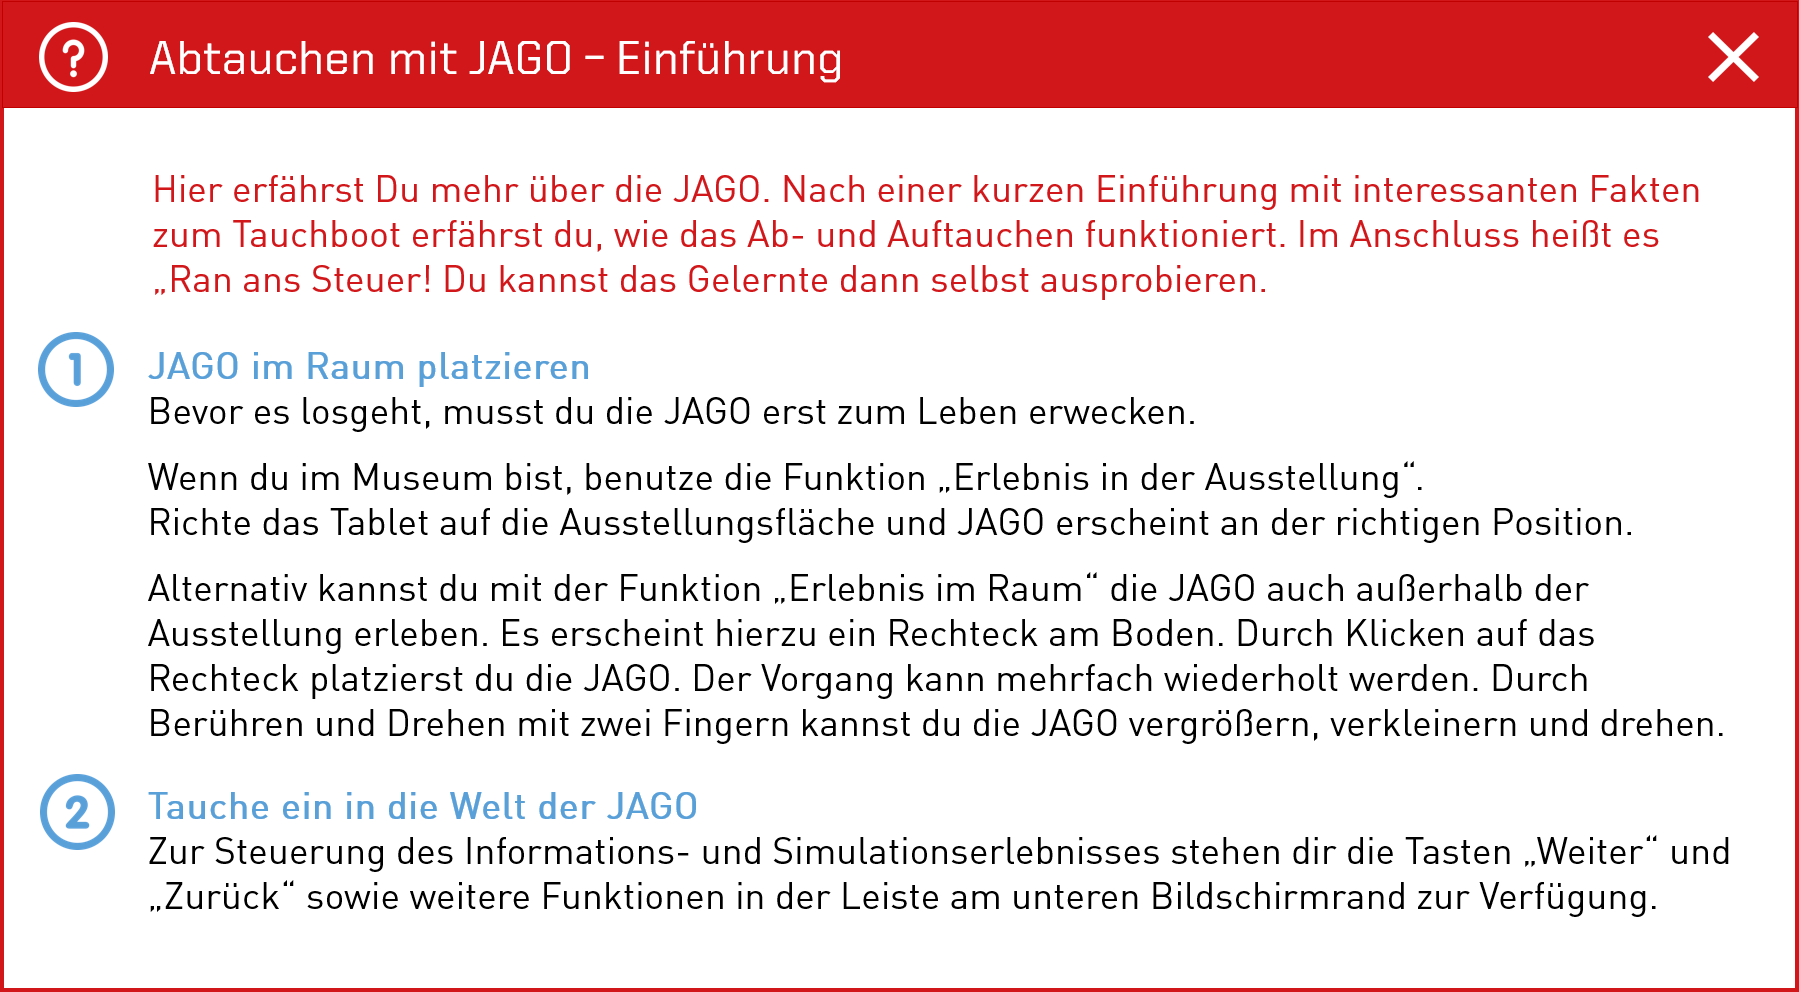 ? Abtauchen mit JAGO – Einführung
Hier erfährst Du mehr über die JAGO. Nach einer kurzen Einführung mit interessanten Fakten
zum Tauchboot erfährst du, wie das Ab- und Auftauchen funktioniert. Im Anschluss heißt es
„Ran ans Steuer! Du kannst das Gelernte dann selbst ausprobieren.
1 JAGO im Raum platzieren
Bevor es losgeht, musst du die JAGO erst zum Leben erwecken.
Wenn du im Museum bist, benutze die Funktion „Erlebnis in der Ausstellung“.
Richte das Tablet auf die Ausstellungsfläche und JAGO erscheint an der richtigen Position.
Alternativ kannst du mit der Funktion „Erlebnis im Raum“ die JAGO auch außerhalb der
Ausstellung erleben. Es erscheint hierzu ein Rechteck am Boden. Durch Klicken auf das
Rechteck platzierst du die JAGO. Der Vorgang kann mehrfach wiederholt werden. Durch
Berühren und Drehen mit zwei Fingern kannst du die JAGO vergrößern, verkleinern und drehen.
2 Tauche ein in die Welt der JAGO
Zur Steuerung des Informations- und Simulationserlebnisses stehen dir die Tasten „Weiter“ und
„Zurück“ sowie weitere Funktionen in der Leiste am unteren Bildschirmrand zur Verfügung.